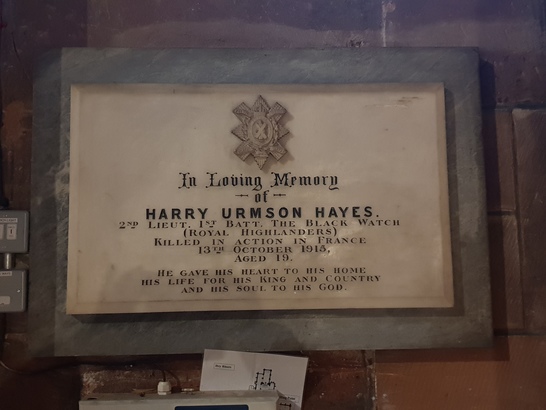 In Loving Memory
of
HARRY URMSON HAYES.
2ND LIEUT. 1ST BATT. THE BLACK WATCH
(ROYAL HIGHLANDERS)
KILLED IN ACTION IN FRANCE
13TH OCTOBER 1915,
AGED 19.
HE GAVE HIS HEART TO HIS HOME
HIS LIFE FOR HIS KING AND COUNTRY
AND HIS SOUL TO HIS GOD.